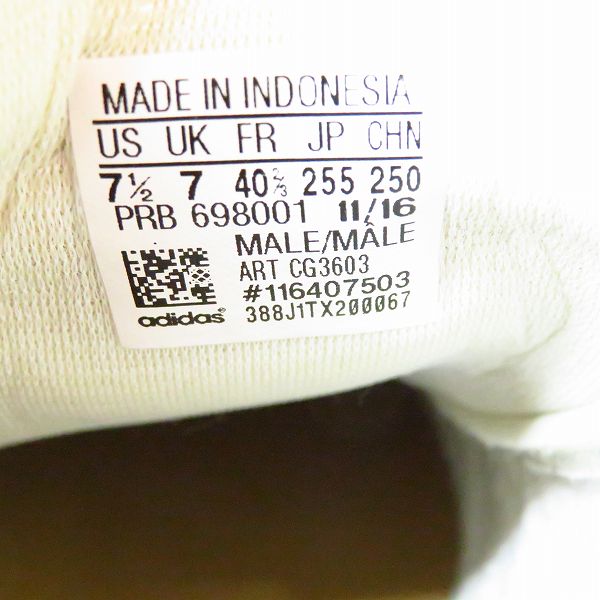 MADE IN INDONESIA
US UK FR JP CHN
7½ 7 40⅔ 255 250
PRB 698001 11/16
MALE/MÂLE
ART CG3603
#116407503
adidas® 388J1TX200067